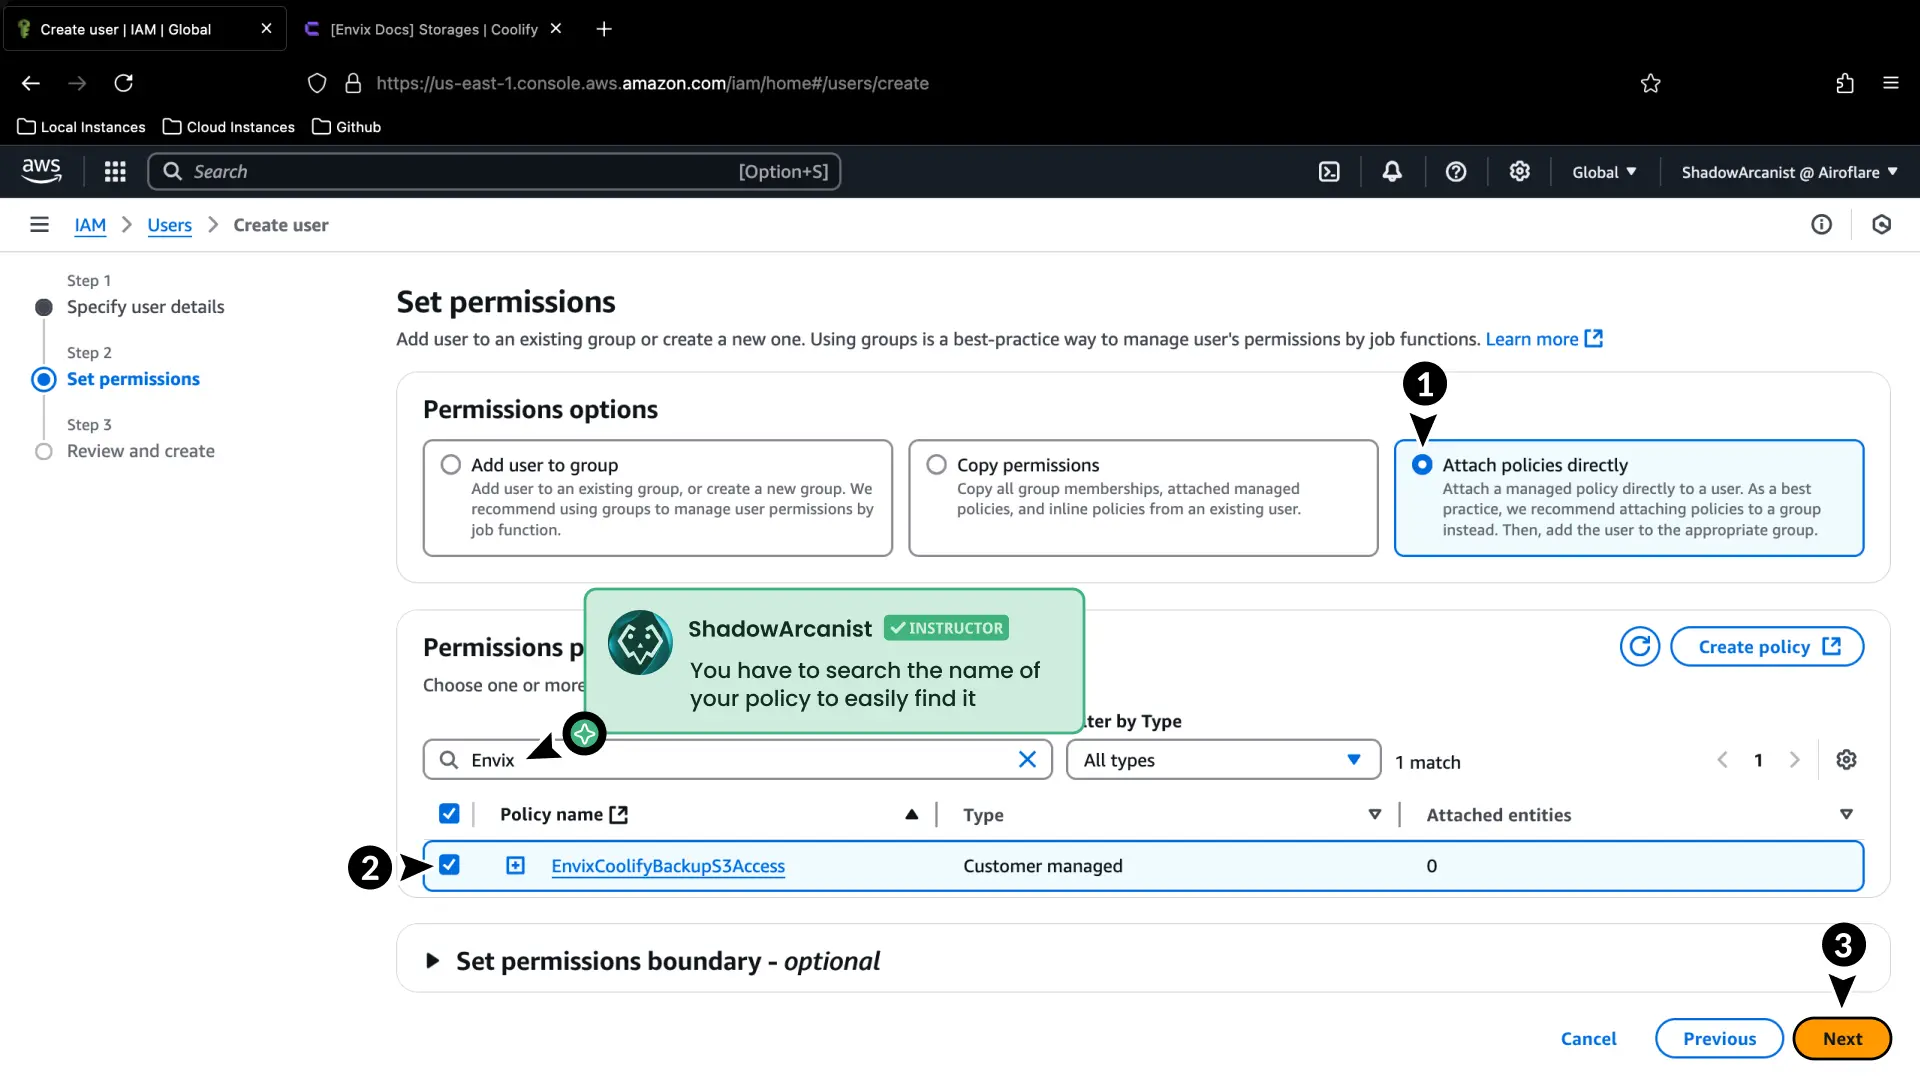 Create user | IAM | Global
[Envix Docs] Storages | Coolify
https://us-east-1.console.aws.amazon.com/iam/home#/users/create
Local Instances
Cloud Instances
Github
aws
Search
[Option+S]
Global
ShadowArcanist @ Airoflare
IAM
Users
Create user
Step 1
Specify user details
Step 2
Set permissions
Step 3
Review and create
Set permissions
Add user to an existing group or create a new one. Using groups is a best-practice way to manage user's permissions by job functions. Learn more
1
Permissions options
Add user to group
Add user to an existing group, or create a new group. We
recommend using groups to manage user permissions by
job function.
Copy permissions
Copy all group memberships, attached managed
policies, and inline policies from an existing user.
Attach policies directly
Attach a managed policy directly to a user. As a best
practice, we recommend attaching policies to a group
instead. Then, add the user to the appropriate group.
ShadowArcanist
INSTRUCTOR
You have to search the name of
your policy to easily find it
Permissions p
Choose one or more
Create policy
ter by Type
Envix
All types
1 match
1
Policy name
Type
Attached entities
2
EnvixCoolifyBackupS3Access
Customer managed
0
Set permissions boundary - optional
3
Cancel
Previous
Next